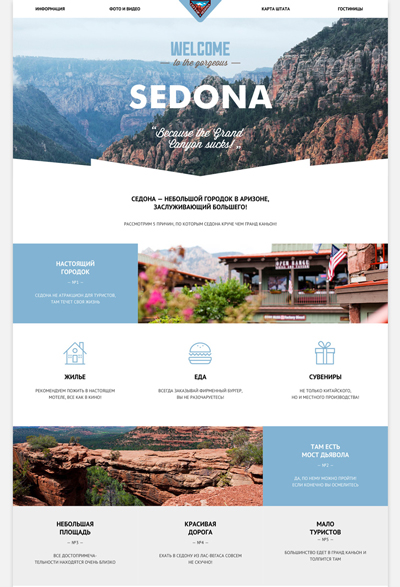 ИНФОРМАЦИЯ
ФОТО И ВИДЕО
КАРТА ШТАТА
ГОСТИНИЦЫ
WELCOME
to the gorgeous
SEDONA
“Because the Grand
Canyon sucks!„
СЕДОНА — НЕБОЛЬШОЙ ГОРОДОК В АРИЗОНЕ,
ЗАСЛУЖИВАЮЩИЙ БОЛЬШЕГО!
РАССМОТРИМ 5 ПРИЧИН, ПО КОТОРЫМ СЕДОНА КРУЧЕ ЧЕМ ГРАНД КАНЬОН!
НАСТОЯЩИЙ
ГОРОДОК
— №1 —
СЕДОНА НЕ АТРАКЦИОН ДЛЯ ТУРИСТОВ,
ТАМ ТЕЧЕТ СВОЯ ЖИЗНЬ
OPEN RANGE
ЖИЛЬЕ
РЕКОМЕНДУЕМ ПОЖИТЬ В НАСТОЯЩЕМ
МОТЕЛЕ, ВСЕ КАК В КИНО!
ЕДА
ВСЕГДА ЗАКАЗЫВАЙ ФИРМЕННЫЙ БУРГЕР,
ВЫ НЕ РАЗОЧАРУЕТЕСЬ!
СУВЕНИРЫ
НЕ ТОЛЬКО КИТАЙСКОГО,
НО И МЕСТНОГО ПРОИЗВОДСТВА!
ТАМ ЕСТЬ
МОСТ ДЬЯВОЛА
— №2 —
ДА, ПО НЕМУ МОЖНО ПРОЙТИ!
ЕСЛИ КОНЕЧНО ВЫ ОСМЕЛИТЕСЬ
НЕБОЛЬШАЯ
ПЛОЩАДЬ
— №3 —
ВСЕ ДОСТОПРИМЕЧА-
ТЕЛЬНОСТИ НАХОДЯТСЯ ОЧЕНЬ БЛИЗКО
КРАСИВАЯ
ДОРОГА
— №4 —
ЕХАТЬ В СЕДОНУ ИЗ ЛАС-ВЕГАСА СОВСЕМ
НЕ СКУЧНО!
МАЛО
ТУРИСТОВ
— №5 —
БОЛЬШИНСТВО ЕДЕТ В ГРАНД КАНЬОН И
ТОЛПИТСЯ ТАМ